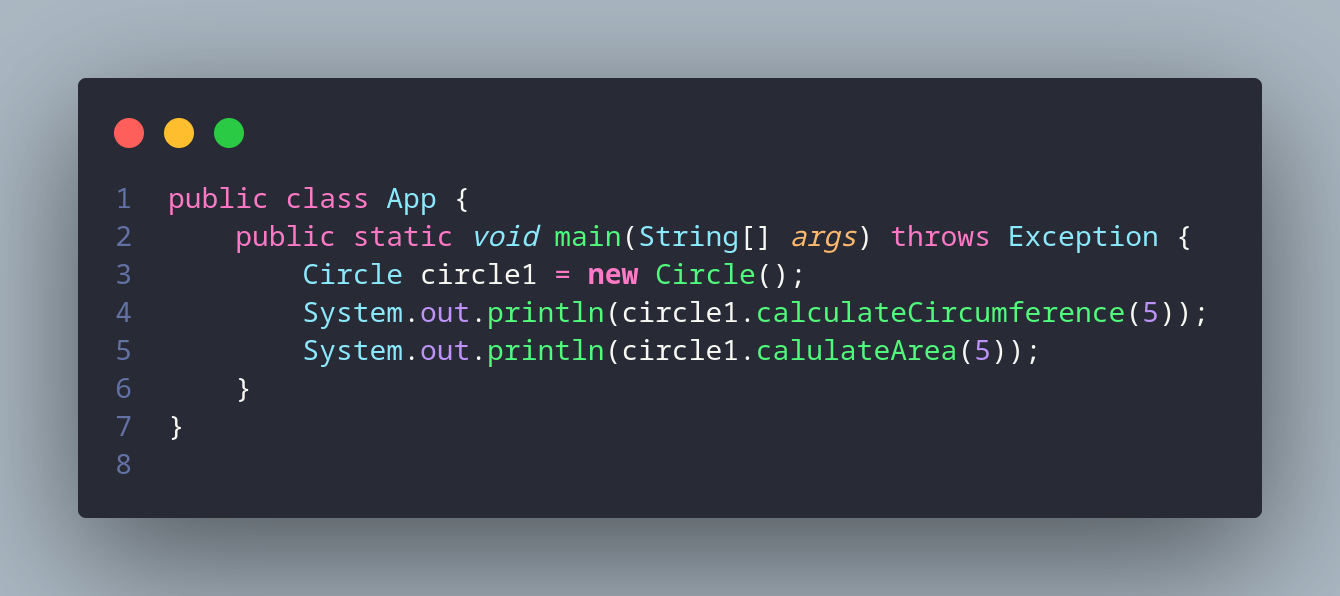 1 public class App {
2     public static void main(String[] args) throws Exception {
3         Circle circle1 = new Circle();
4         System.out.println(circle1.calculateCircumference(5));
5         System.out.println(circle1.calulateArea(5));
6     }
7 }
8